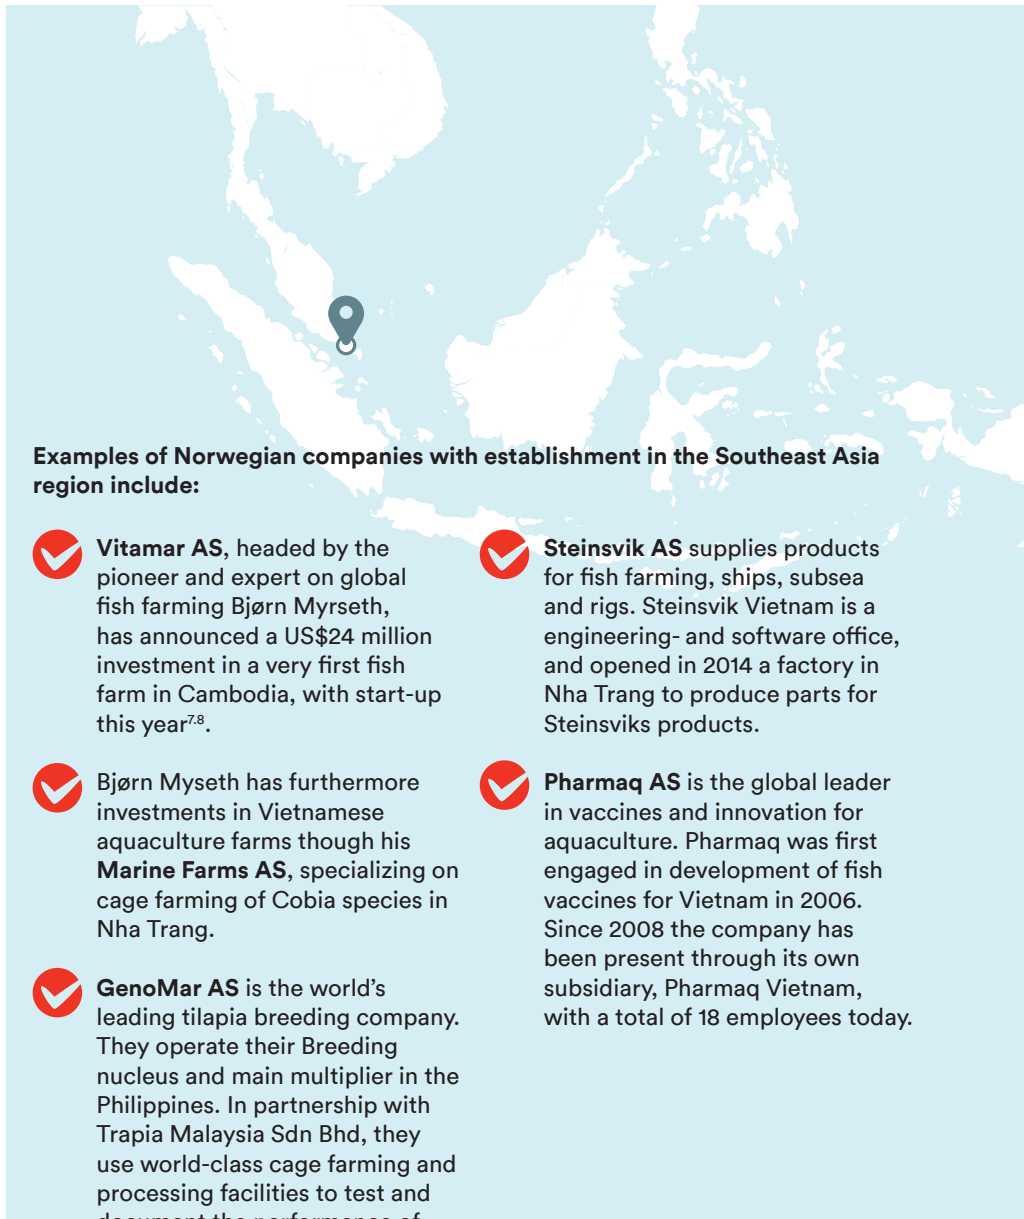 Examples of Norwegian companies with establishment in the Southeast Asia
region include:
Vitamar AS, headed by the
pioneer and expert on global
fish farming Bjørn Myrseth,
has announced a US$24 million
investment in a very first fish
farm in Cambodia, with start-up
this year7.8.
Bjørn Myseth has furthermore
investments in Vietnamese
aquaculture farms though his
Marine Farms AS, specializing on
cage farming of Cobia species in
Nha Trang.
GenoMar AS is the world’s
leading tilapia breeding company.
They operate their Breeding
nucleus and main multiplier in the
Philippines. In partnership with
Trapia Malaysia Sdn Bhd, they
use world-class cage farming and
processing facilities to test and
document the performance of
Steinsvik AS supplies products
for fish farming, ships, subsea
and rigs. Steinsvik Vietnam is a
engineering- and software office,
and opened in 2014 a factory in
Nha Trang to produce parts for
Steinsviks products.
Pharmaq AS is the global leader
in vaccines and innovation for
aquaculture. Pharmaq was first
engaged in development of fish
vaccines for Vietnam in 2006.
Since 2008 the company has
been present through its own
subsidiary, Pharmaq Vietnam,
with a total of 18 employees today.